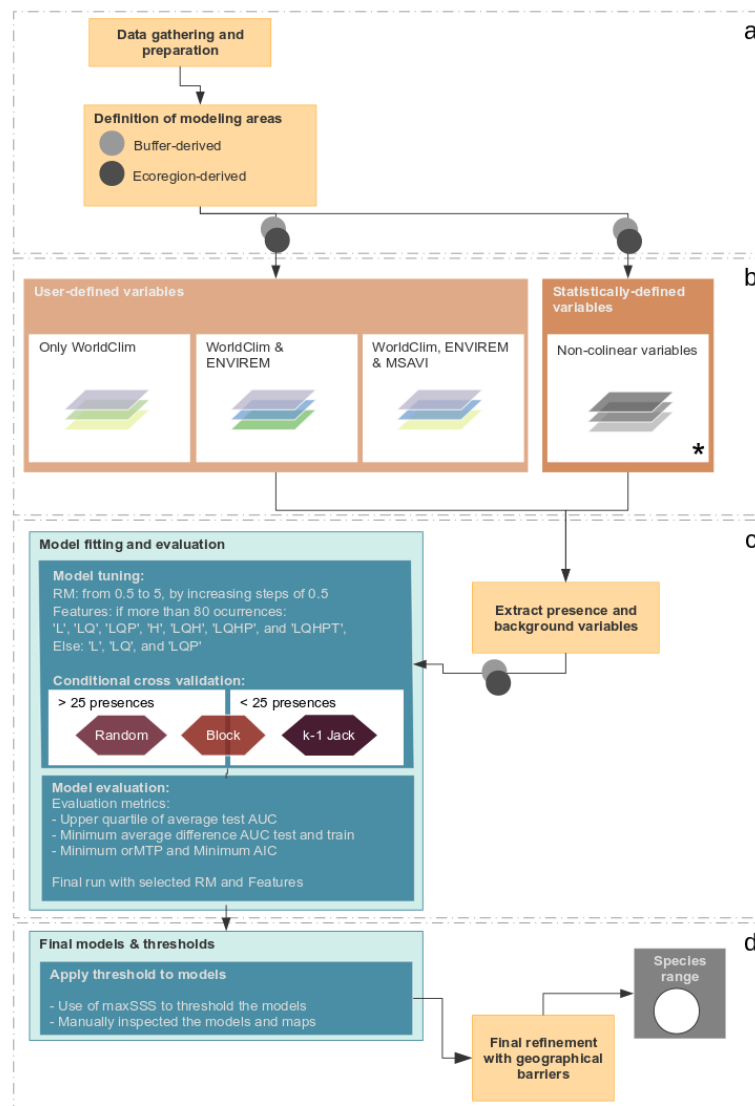 a
Data gathering and
preparation
Definition of modeling areas
Buffer-derived
Ecoregion-derived
b
User-defined variables
Only WorldClim
WorldClim &
ENVIREM
WorldClim, ENVIREM
& MSAVI
Statistically-defined
variables
Non-colinear variables
*
c
Model fitting and evaluation
Model tuning:
RM: from 0.5 to 5, by increasing steps of 0.5
Features: if more than 80 ocurrences:
'L', 'LQ', 'LQP', 'H', 'LQH', 'LQHP', and 'LQHPT',
Else: 'L', 'LQ', and 'LQP'
Conditional cross validation:
> 25 presences
< 25 presences
Random
Block
k-1 Jack
Model evaluation:
Evaluation metrics:
- Upper quartile of average test AUC
- Minimum average difference AUC test and train
- Minimum orMTP and Minimum AIC
Final run with selected RM and Features
Extract presence and
background variables
d
Final models & thresholds
Apply threshold to models
- Use of maxSSS to threshold the models
- Manually inspected the models and maps
Final refinement
with geographical
barriers
Species
range